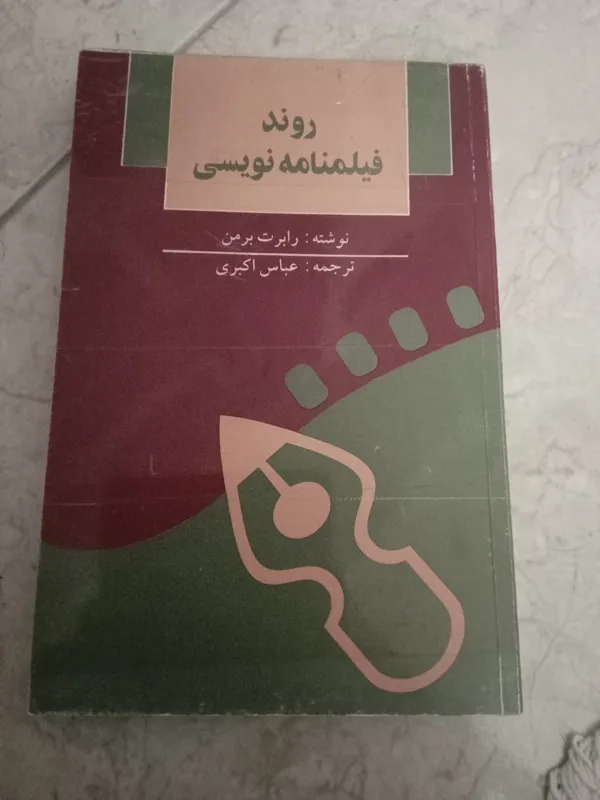 روند
فیلمنامه نویسی
نوشته: رابرت برمن
ترجمه: عباس اکبری